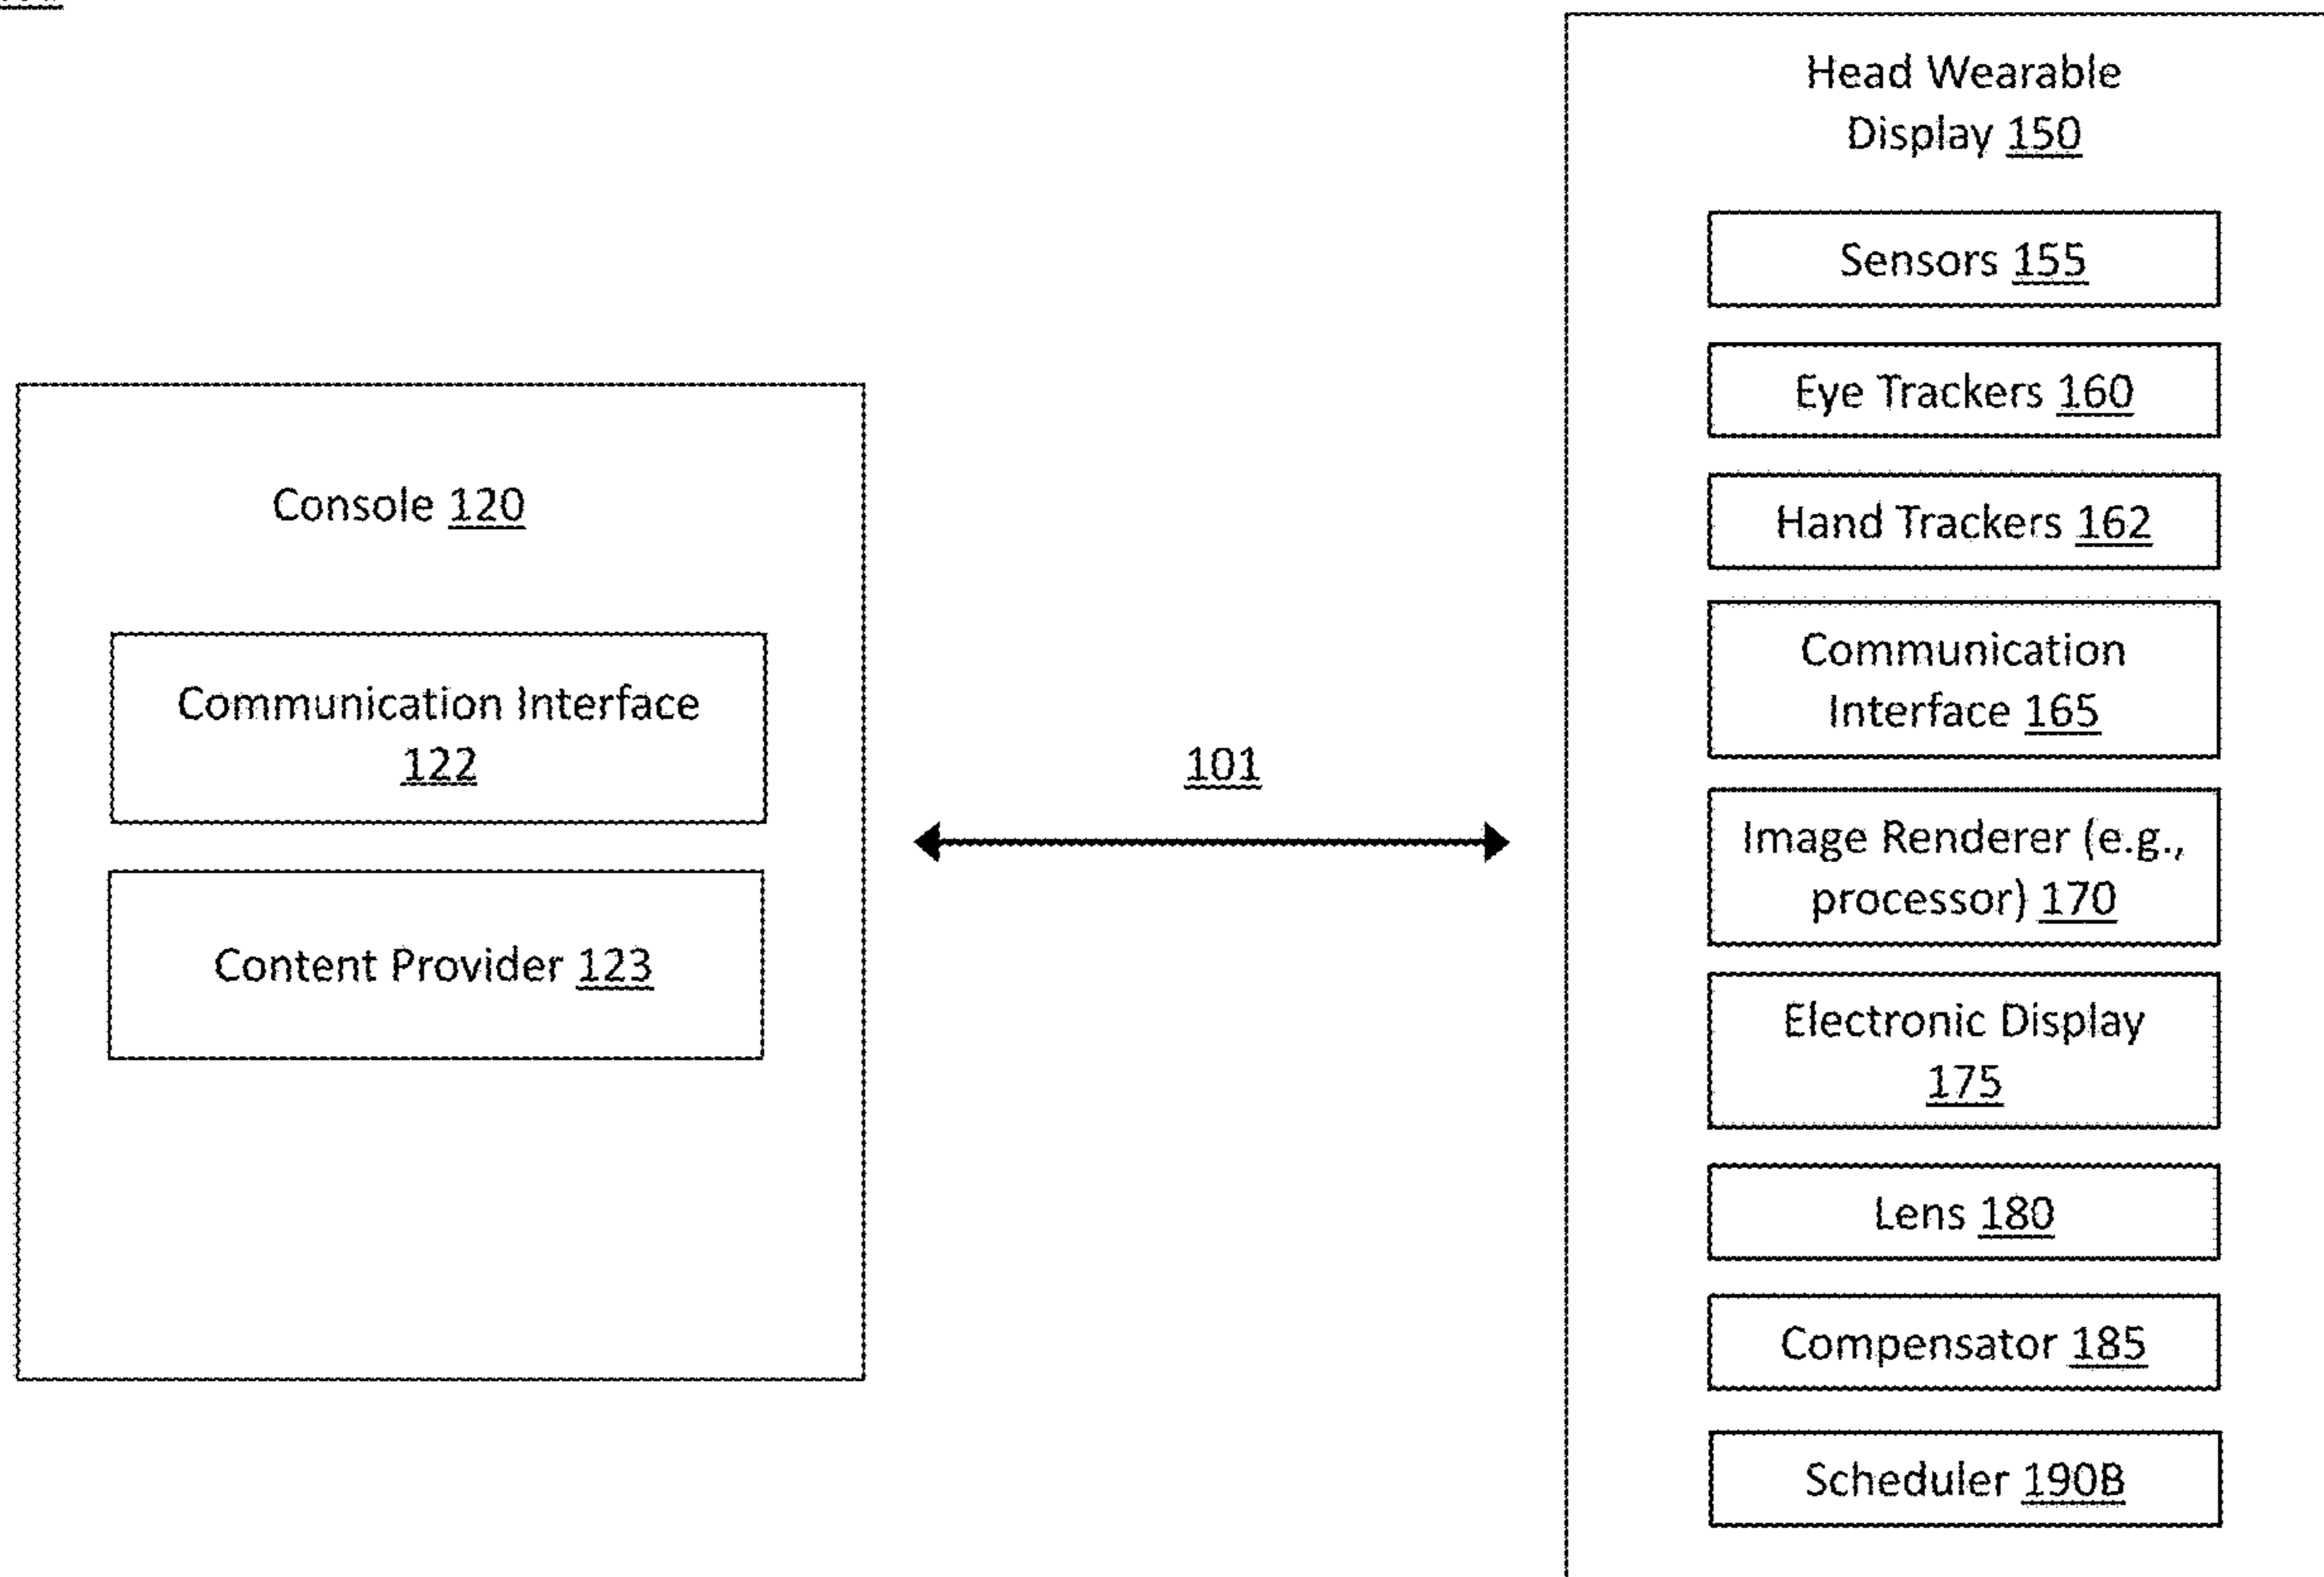 Console 120
Communication Interface
122
Content Provider 123
101
Head Wearable
Display 150
Sensors 155
Eye Trackers 160
Hand Trackers 162
Communication
Interface 165
Image Renderer (e.g.,
processor) 170
Electronic Display
175
Lens 180
Compensator 185
Scheduler 190B